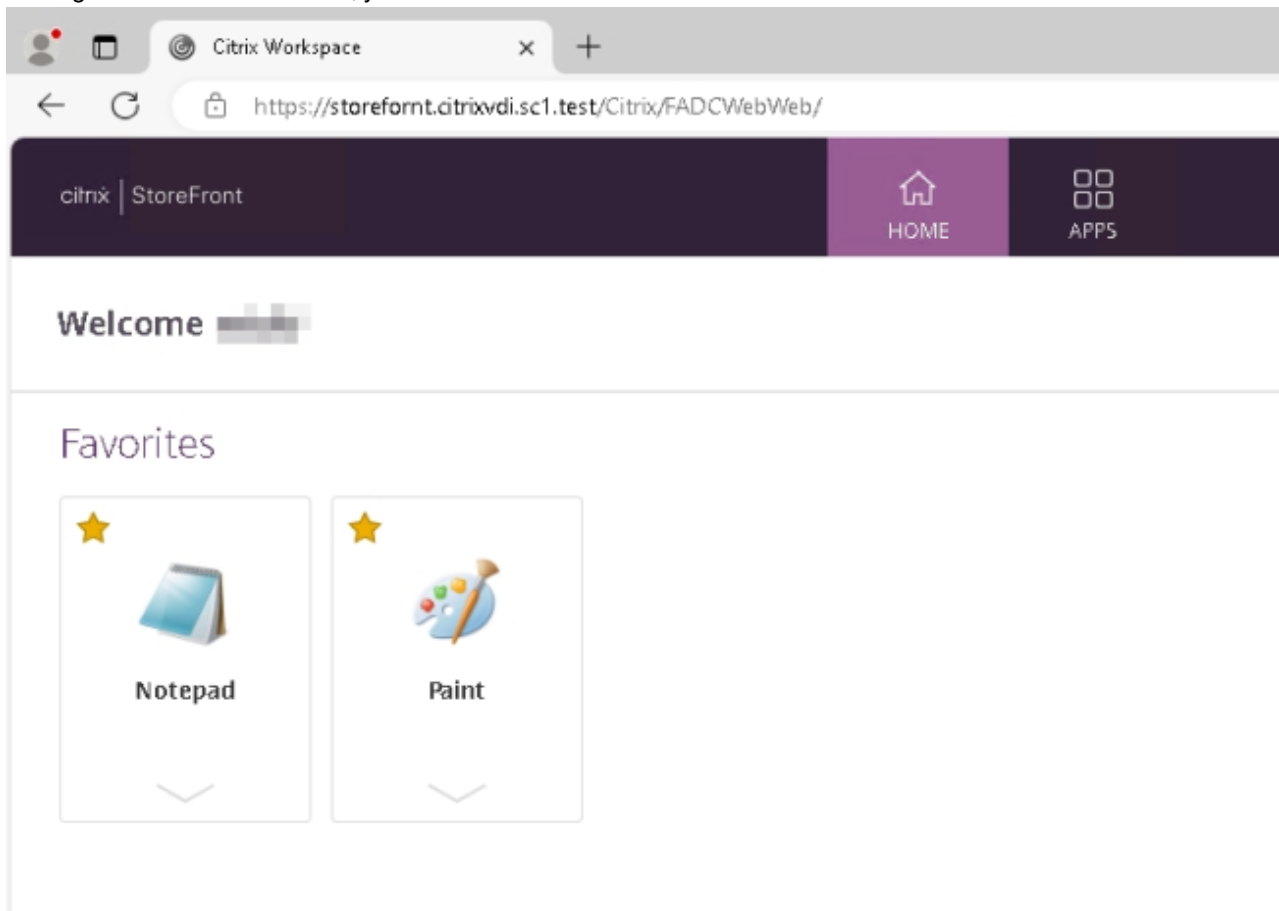 Citrix Workspace
https://storefornt.citrixvdi.sc1.test/Citrix/FADCWebWeb/
citrix | StoreFront
HOME
APPS
Welcome
Favorites
Notepad
Paint